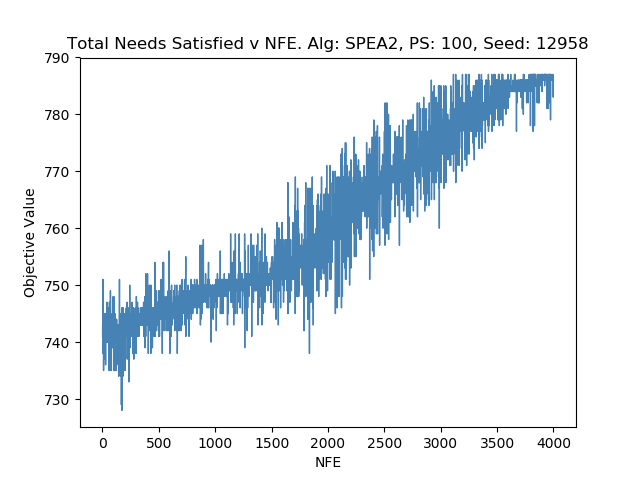 Total Needs Satisfied v NFE. Alg: SPEA2, PS: 100, Seed: 12958
790
780
770
760
750
740
730
Objective Value
0 500 1000 1500 2000 2500 3000 3500 4000
NFE